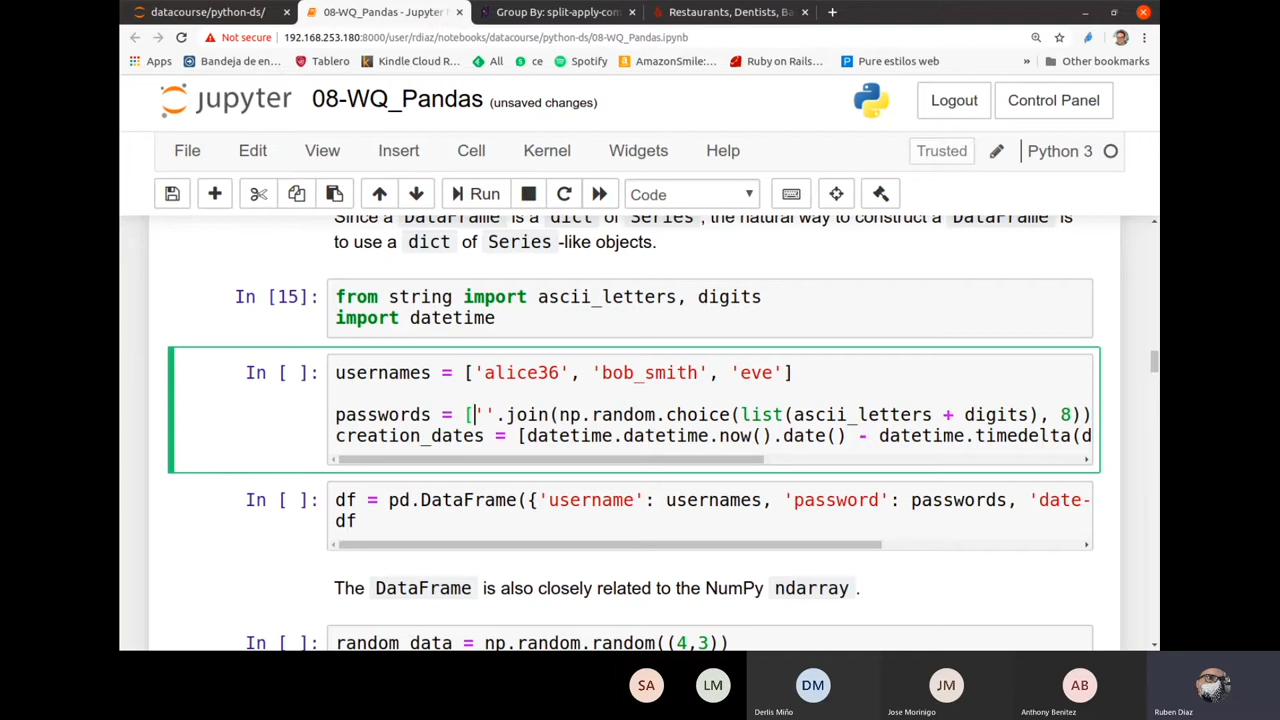 datacourse/python-ds/
08-WQ_Pandas - Jupyter
Group By: split-apply-com
Restaurants, Dentists, Ba
Not secure
192.168.253.180:8000/user/rdiaz/notebooks/datacourse/python-ds/08-WQ_Pandas.ipynb
Apps
Bandeja de en...
Tablero
Kindle Cloud R...
All
ce
Spotify
AmazonSmile:...
Ruby on Rails...
Pure estilos web
»
Other bookmarks
jupyter 08-WQ_Pandas (unsaved changes)
Logout
Control Panel
File Edit View Insert Cell Kernel Widgets Help
Trusted
Python 3
Run
Code
Since a DataFrame is a dict of Series, the natural way to construct a DataFrame is
to use a dict of Series-like objects.
In [15]:
from string import ascii_letters, digits
import datetime
In [ ]:
usernames = ['alice36', 'bob_smith', 'eve']
passwords = [''.join(np.random.choice(list(ascii_letters + digits), 8))
creation_dates = [datetime.datetime.now().date() - datetime.timedelta(d
In [ ]:
df = pd.DataFrame({'username': usernames, 'password': passwords, 'date-
df
The DataFrame is also closely related to the NumPy ndarray.
In [ ]:
random_data = np.random.random((4,3))
SA
LM
DM
JM
AB
Derlis Miño
Jose Morinigo
Anthony Benitez
Ruben Diaz